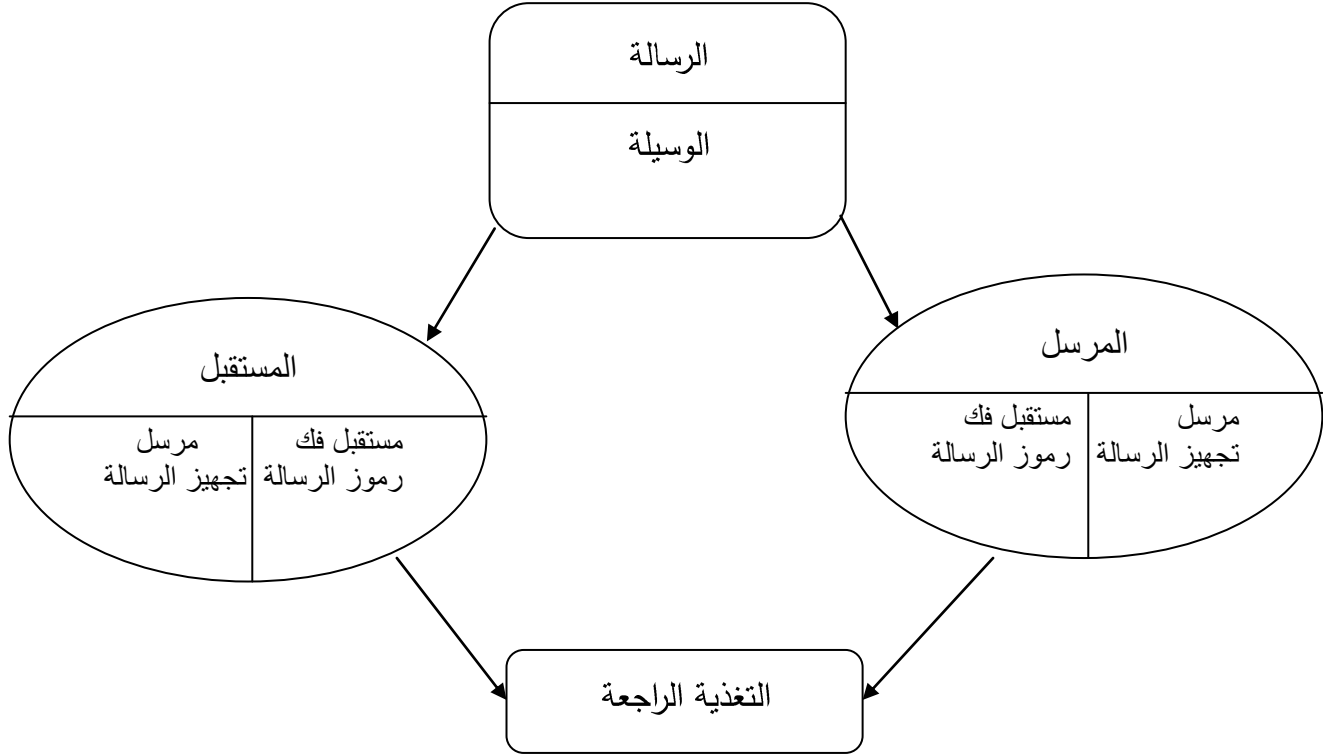 الرسالة
الوسيلة
المرسل
مرسل
تجهيز الرسالة
مستقبل فك
رموز الرسالة
المستقبل
مستقبل فك
رموز الرسالة
مرسل
تجهيز الرسالة
التغذية الراجعة